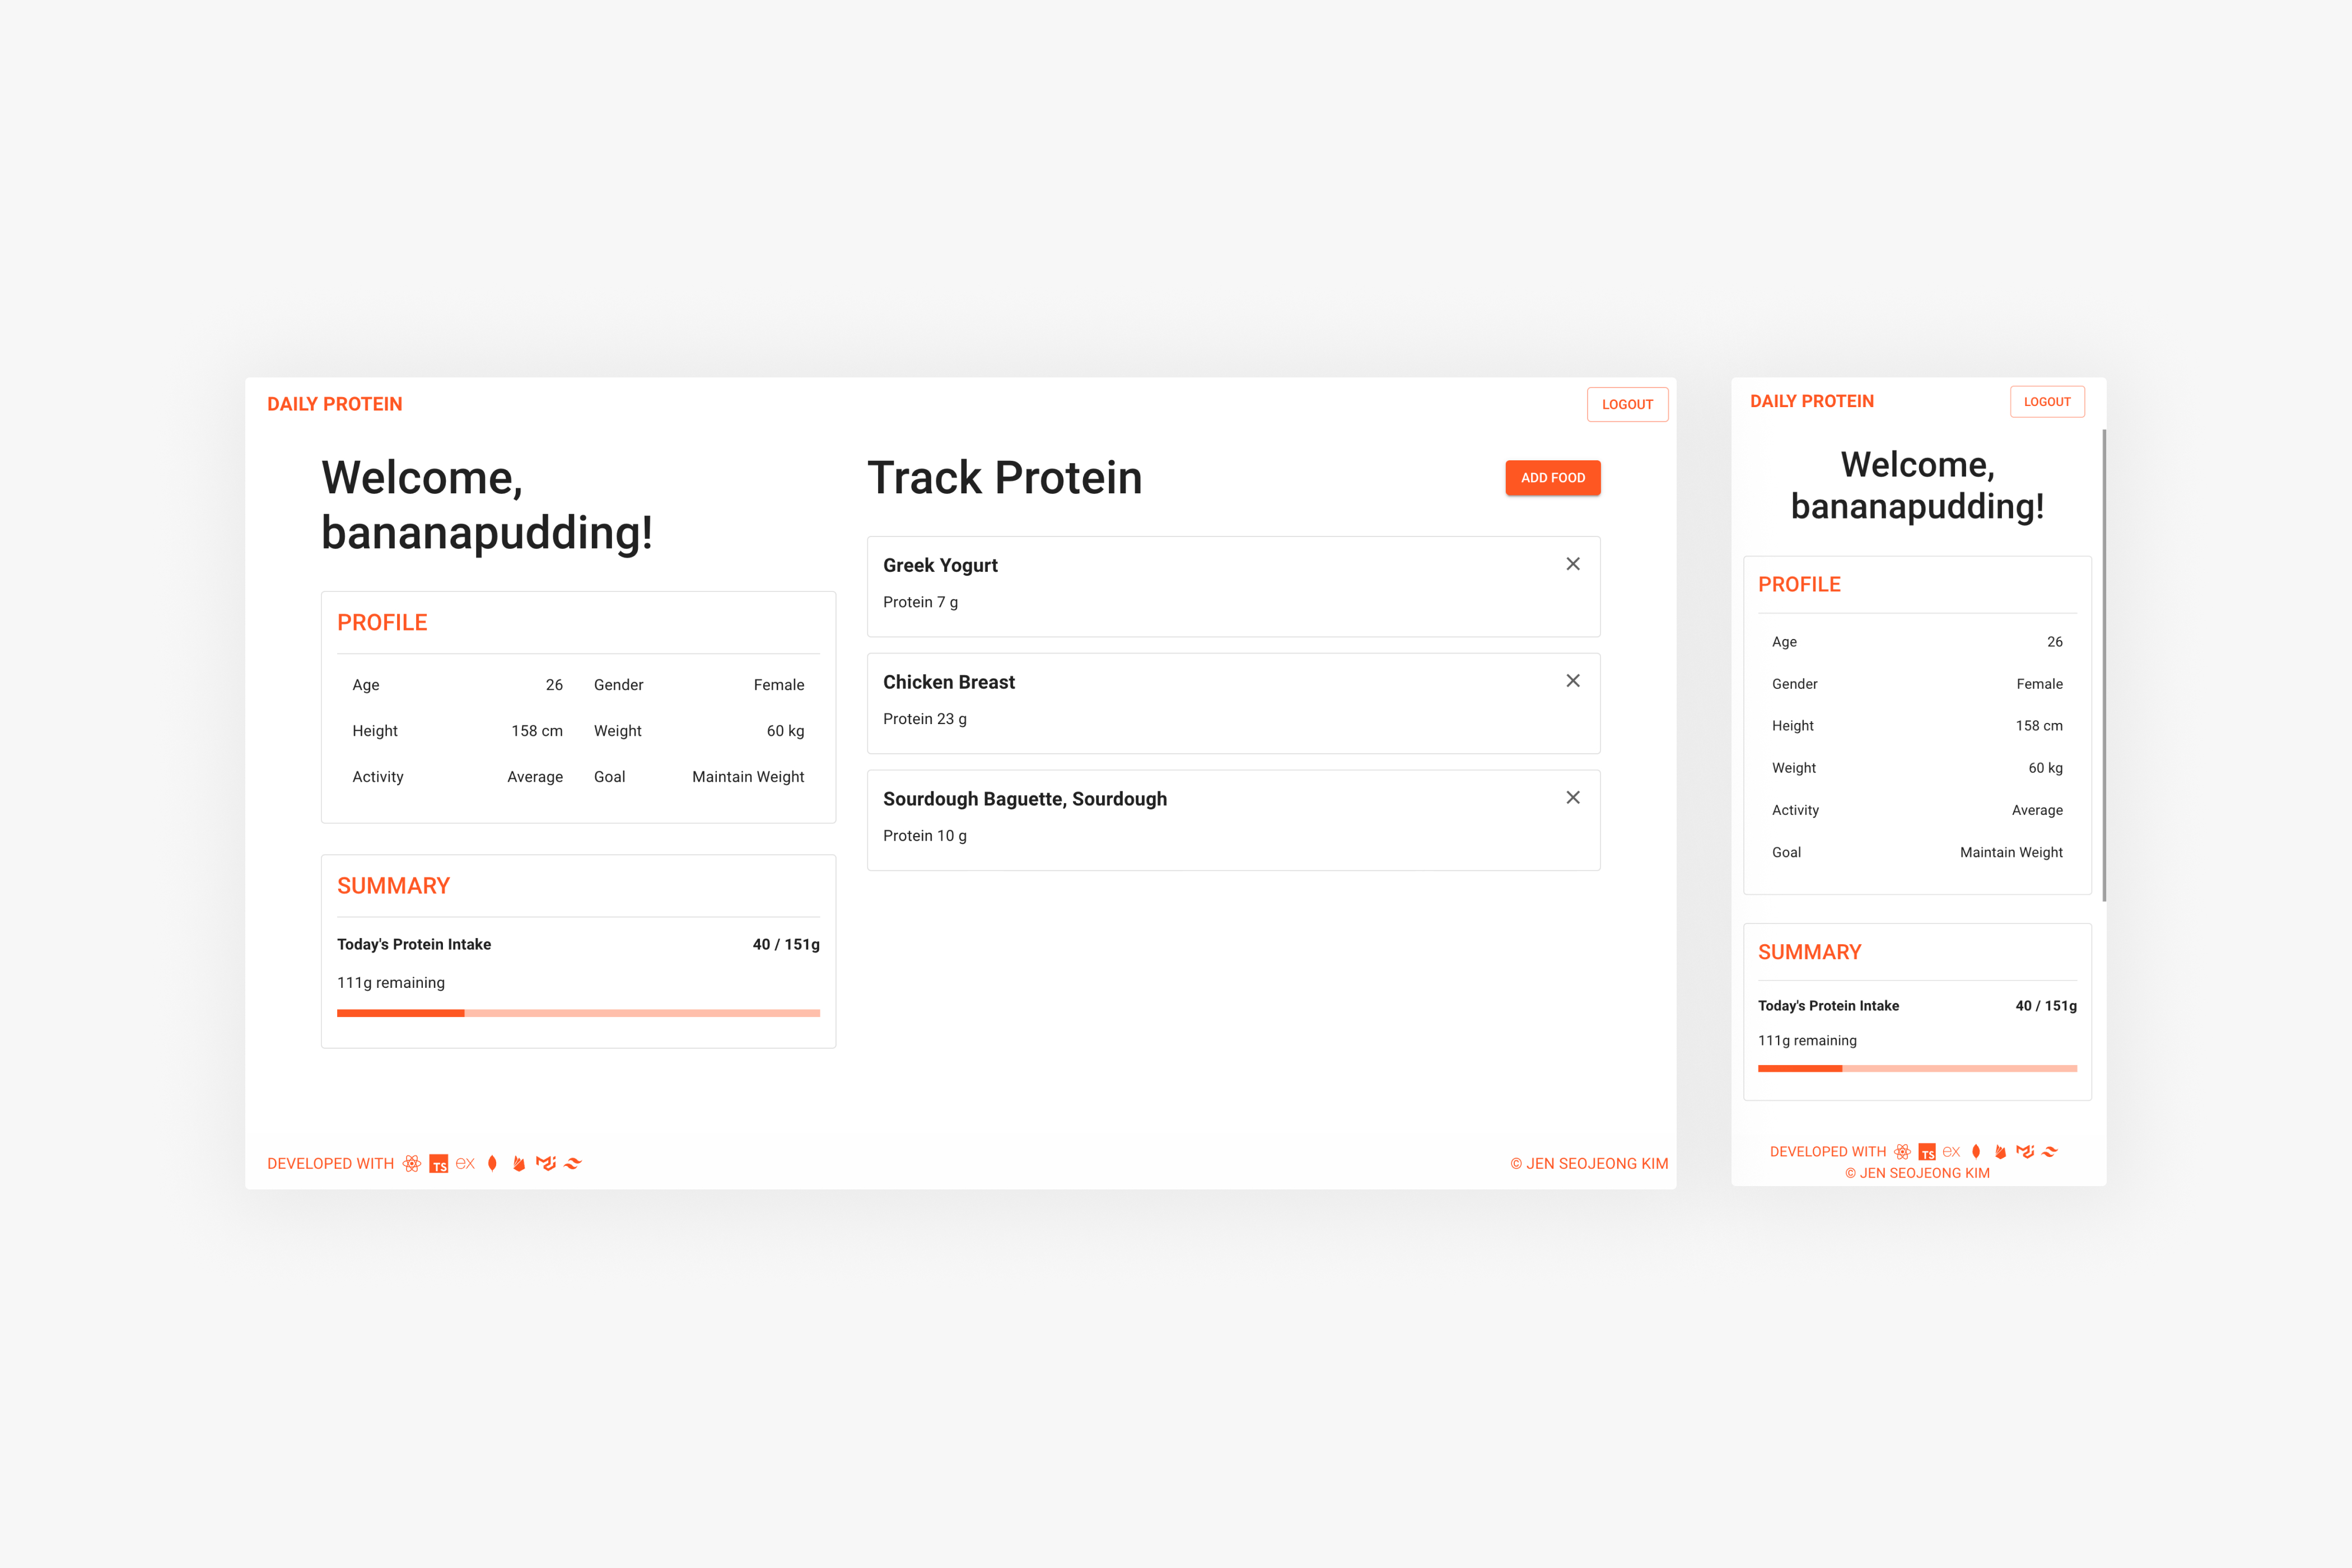 DAILY PROTEIN
LOGOUT
Welcome,
bananapudding!
PROFILE
Age 26 Gender Female
Height 158 cm Weight 60 kg
Activity Average Goal Maintain Weight
SUMMARY
Today's Protein Intake 40 / 151g
111g remaining
Track Protein
ADD FOOD
Greek Yogurt
Protein 7 g
Chicken Breast
Protein 23 g
Sourdough Baguette, Sourdough
Protein 10 g
DEVELOPED WITH TS ex
© JEN SEOJEONG KIM
DAILY PROTEIN
LOGOUT
Welcome,
bananapudding!
PROFILE
Age 26
Gender Female
Height 158 cm
Weight 60 kg
Activity Average
Goal Maintain Weight
SUMMARY
Today's Protein Intake 40 / 151g
111g remaining
DEVELOPED WITH TS ex
© JEN SEOJEONG KIM